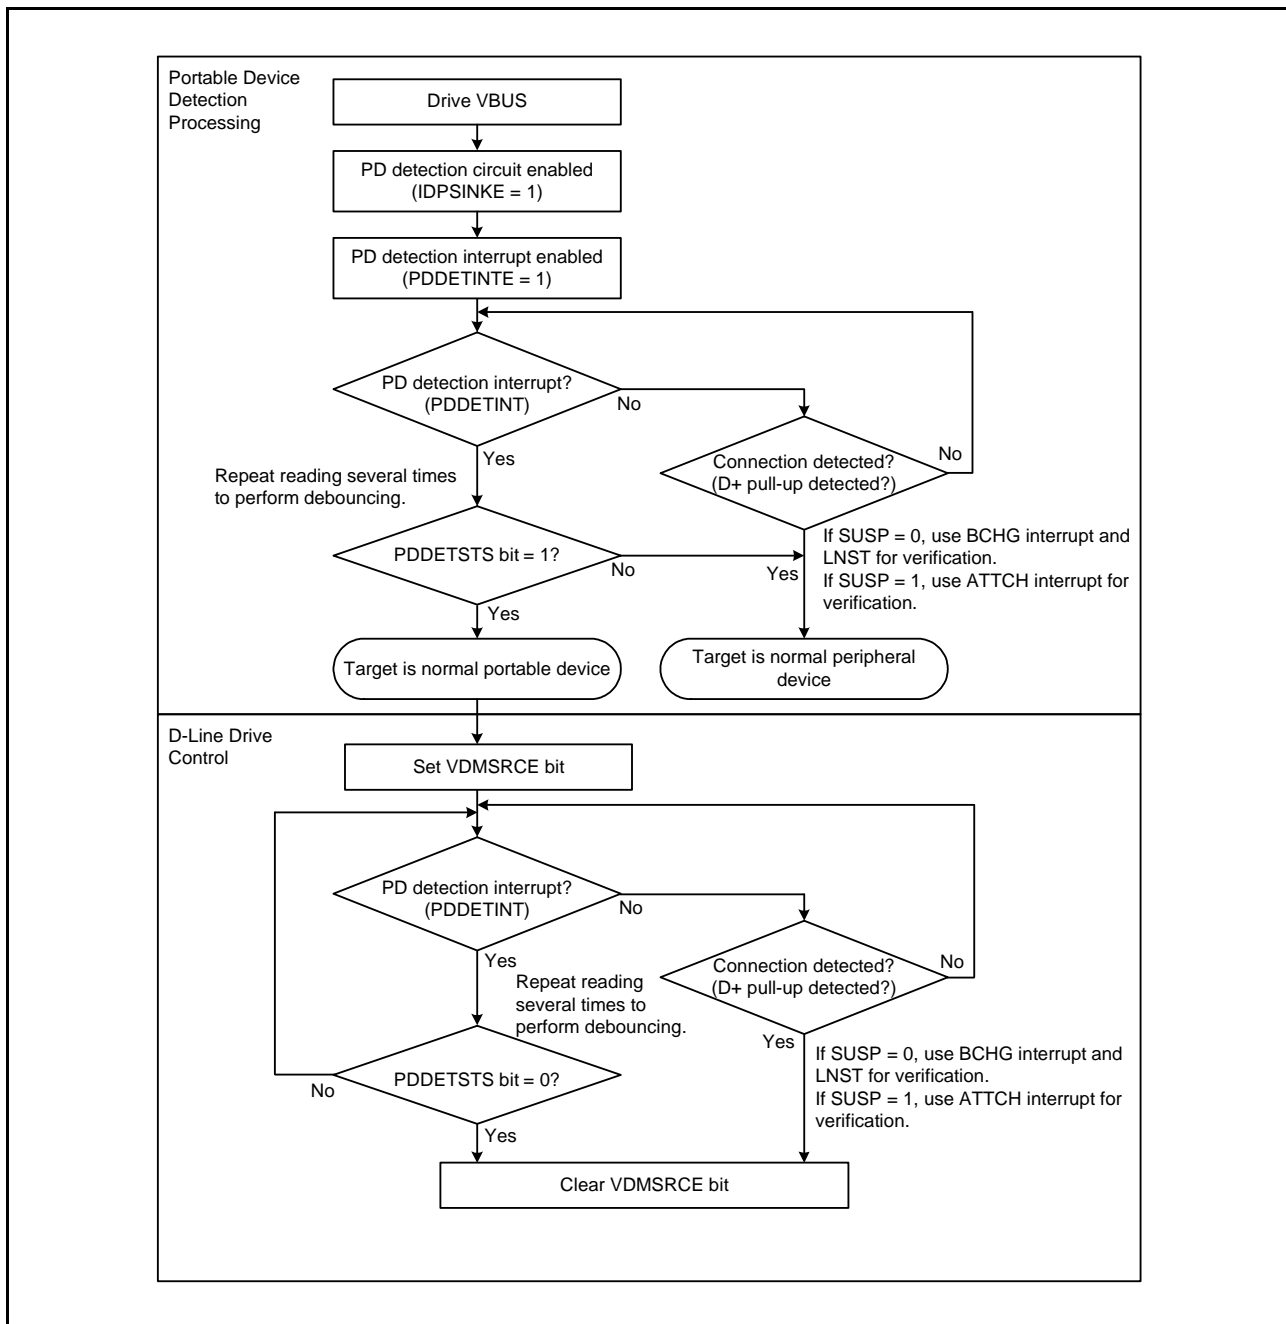 Portable Device
Detection
Processing
Drive VBUS
PD detection circuit enabled
(IDPSINKE = 1)
PD detection interrupt enabled
(PDDETINTE = 1)
PD detection interrupt?
(PDDETINT)
No
Yes
Connection detected?
(D+ pull-up detected?)
No
Repeat reading several times
to perform debouncing.
PDDETSTS bit = 1?
No
Yes
If SUSP = 0, use BCHG interrupt and
LNST for verification.
If SUSP = 1, use ATTCH interrupt for
verification.
Yes
Target is normal portable device
Target is normal peripheral
device
D-Line Drive
Control
Set VDMSRCE bit
PD detection interrupt?
(PDDETINT)
No
Yes
Connection detected?
(D+ pull-up detected?)
No
Repeat reading
several times to
perform debouncing.
Yes
If SUSP = 0, use BCHG interrupt and
LNST for verification.
If SUSP = 1, use ATTCH interrupt for
verification.
PDDETSTS bit = 0?
No
Yes
Clear VDMSRCE bit